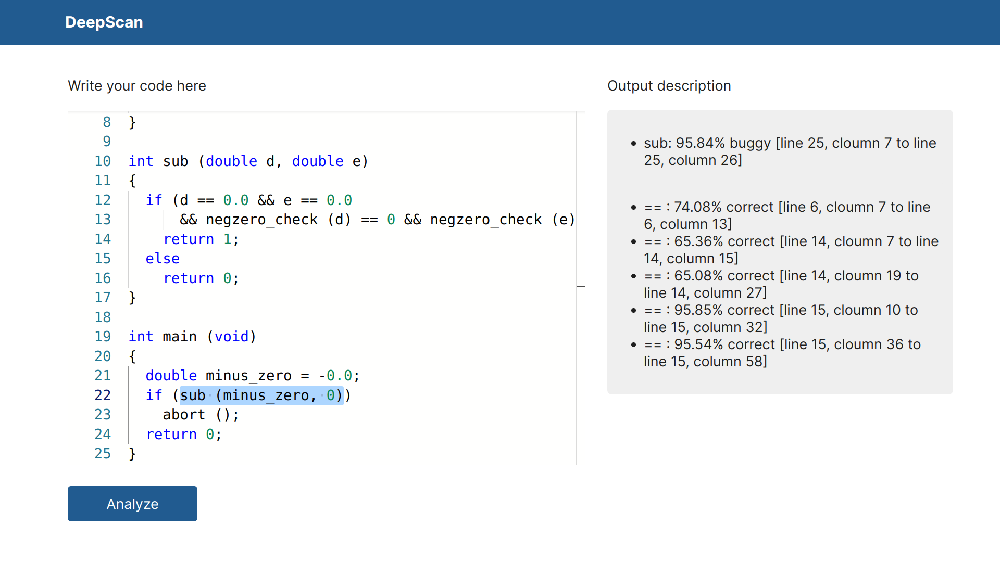 DeepScan
Write your code here
8 }
9
10 int sub (double d, double e)
11 {
12 if (d == 0.0 && e == 0.0
13 && negzero_check (d) == 0 && negzero_check (e)
14 return 1;
15 else
16 return 0;
17 }
18
19 int main (void)
20 {
21 double minus_zero = -0.0;
22 if (sub (minus_zero, 0))
23 abort ();
24 return 0;
25 }
Analyze
Output description
• sub: 95.84% buggy [line 25, cloumn 7 to line
25, column 26]
• == : 74.08% correct [line 6, cloumn 7 to line
6, column 13]
• == : 65.36% correct [line 14, cloumn 7 to line
14, column 15]
• == : 65.08% correct [line 14, cloumn 19 to
line 14, column 27]
• == : 95.85% correct [line 15, cloumn 10 to
line 15, column 32]
• == : 95.54% correct [line 15, cloumn 36 to
line 15, column 58]